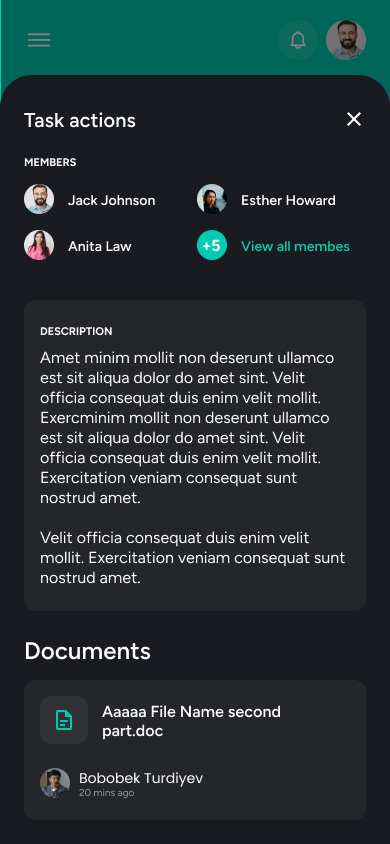 Task actions
MEMBERS
Jack Johnson
Esther Howard
Anita Law
+5
View all membes
DESCRIPTION
Amet minim mollit non deserunt ullamco
est sit aliqua dolor do amet sint. Velit
officia consequat duis enim velit mollit.
Exercminim mollit non deserunt ullamco
est sit aliqua dolor do amet sint. Velit
officia consequat duis enim velit mollit.
Exercitation veniam consequat sunt
nostrud amet.
Velit officia consequat duis enim velit
mollit. Exercitation veniam consequat sunt
nostrud amet.
Documents
Aaaaa File Name second
part.doc
Bobobek Turdiyev
20 mins ago